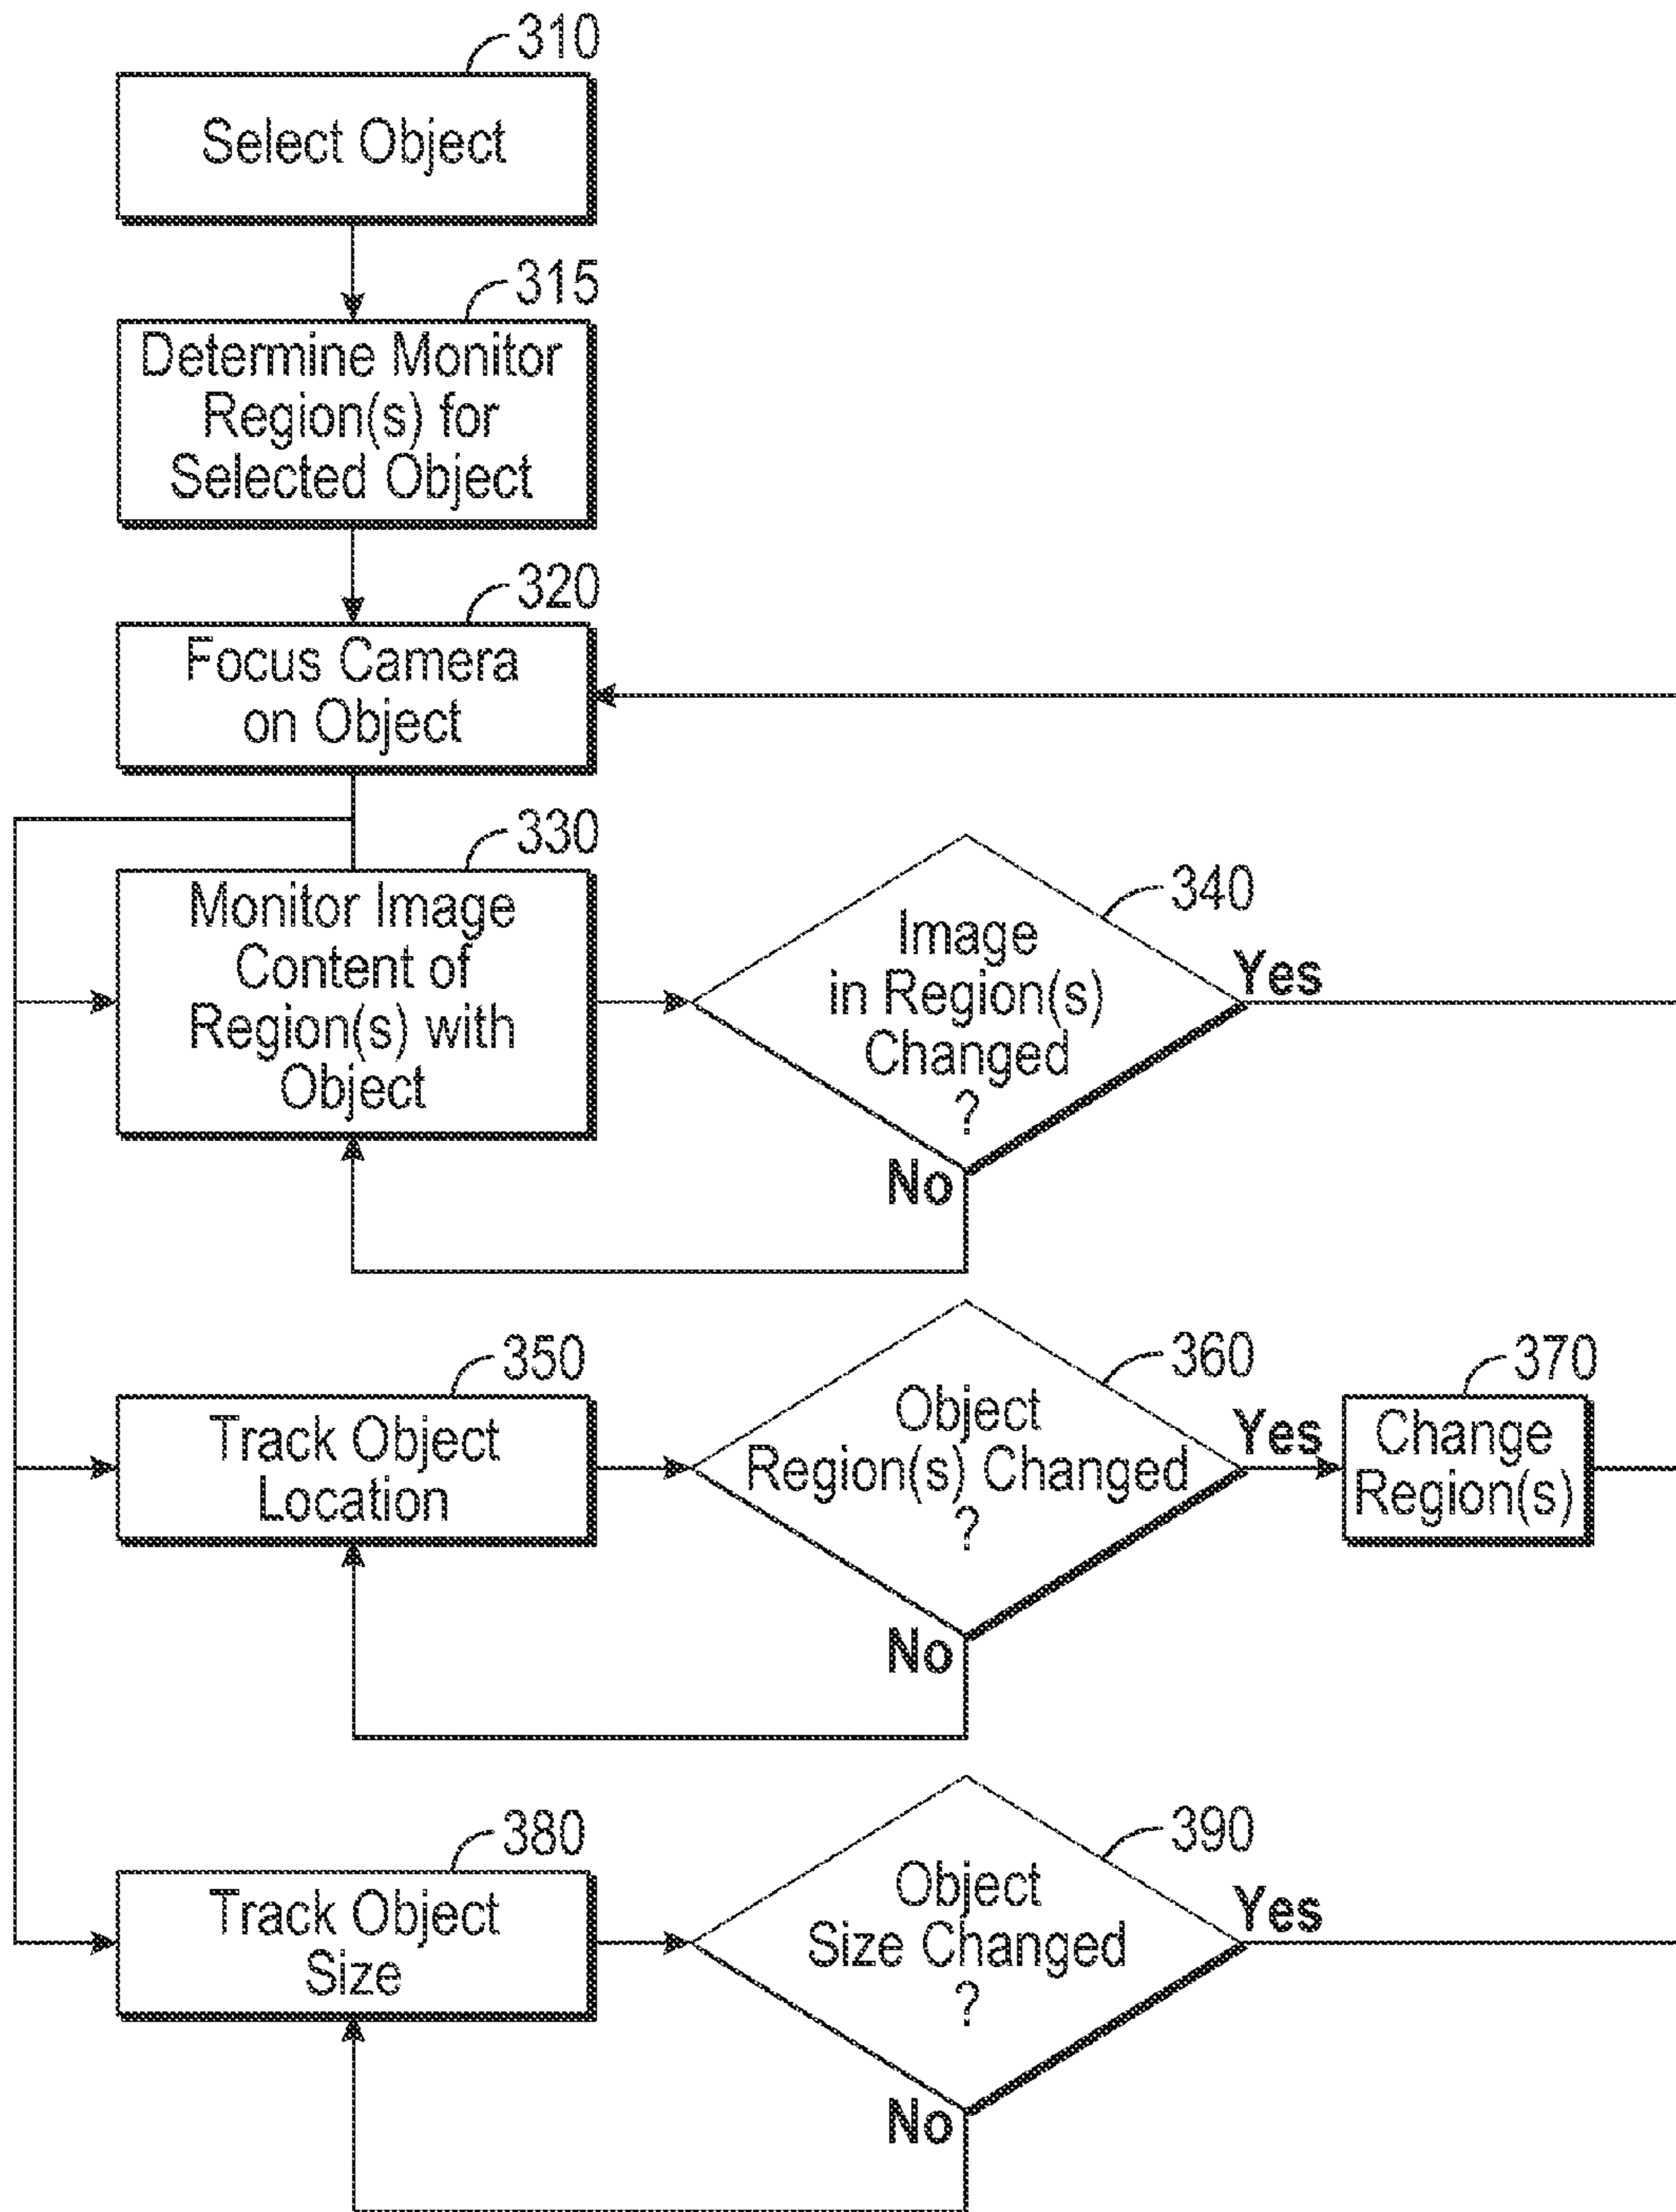 310
Select Object
315
Determine Monitor
Region(s) for
Selected Object
320
Focus Camera
on Object
330
Monitor Image
Content of
Region(s) with
Object
340
Image
in Region(s)
Changed
?
Yes
No
350
Track Object
Location
360
Object
Region(s) Changed
?
Yes
No
370
Change
Region(s)
380
Track Object
Size
390
Object
Size Changed
?
Yes
No